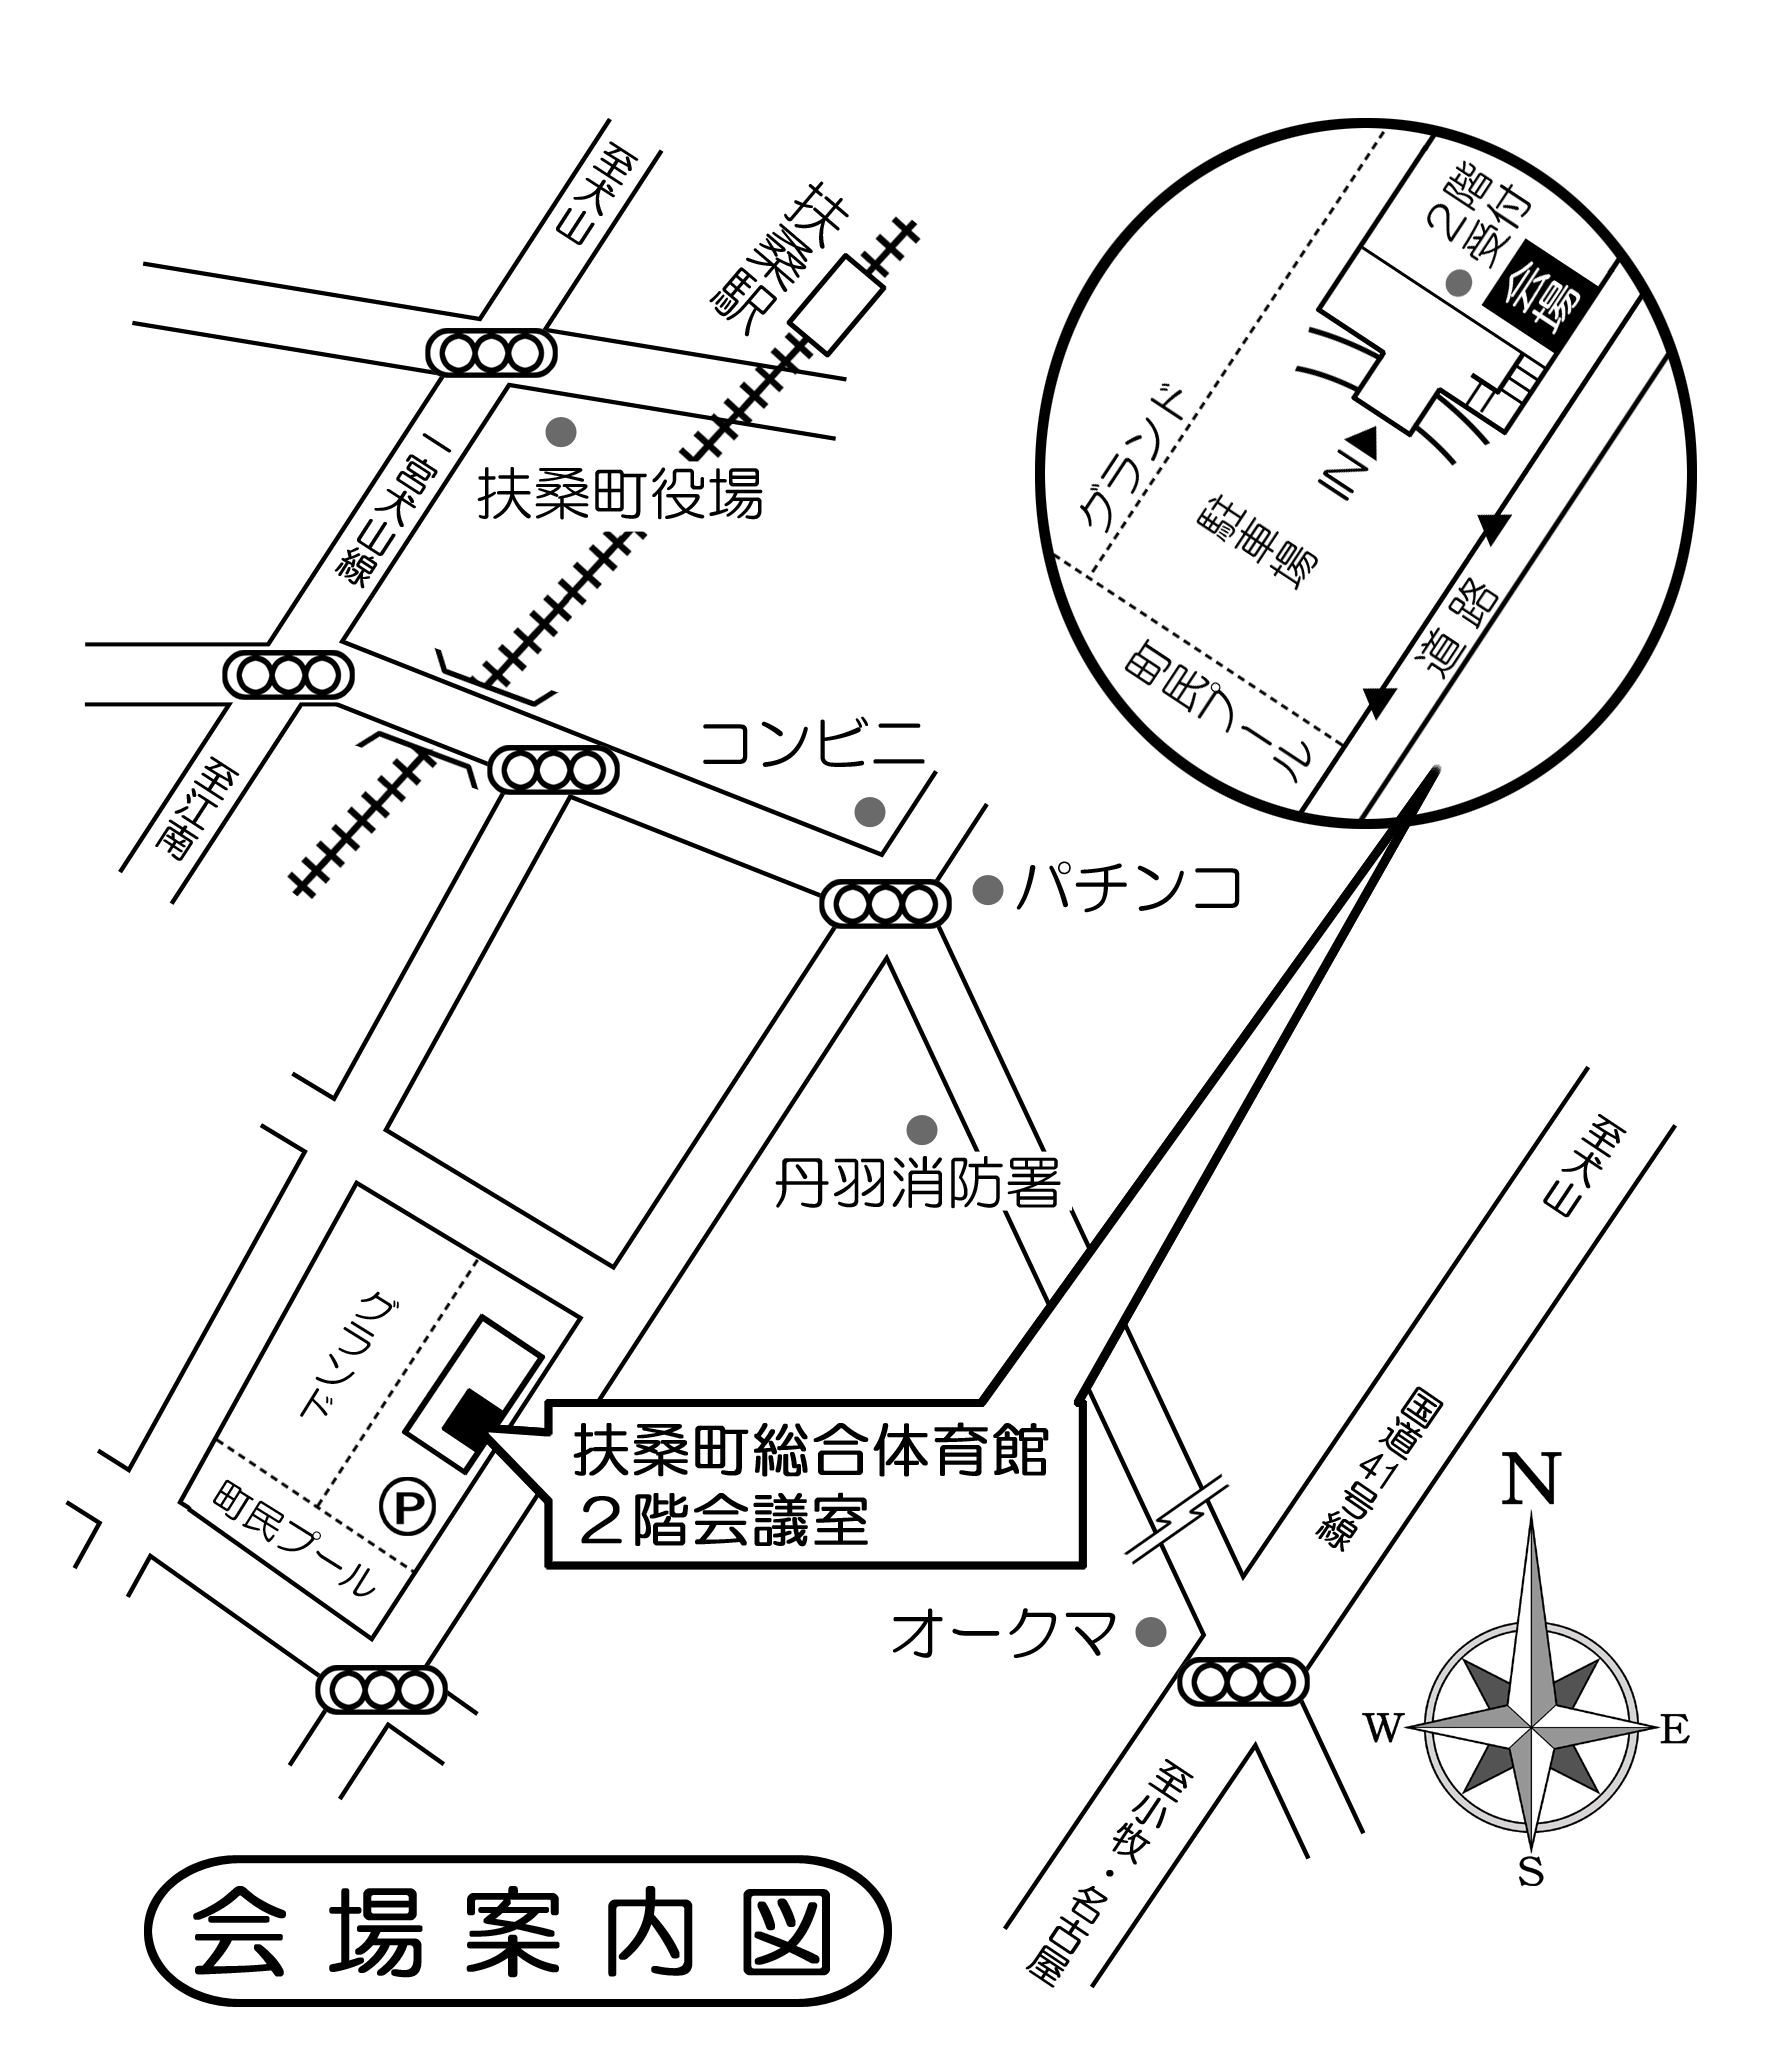 至犬山
扶桑駅
2階
受付
会場
一宮犬山線
扶桑町役場
グランド
IN
駐車場
道路
町民プール
至江南
コンビニ
パチンコ
丹羽消防署
至犬山
グランド
町民プール
P
扶桑町総合体育館
2階会議室
国道41号線
オークマ
N
W
E
S
至小牧・名古屋
会場案内図